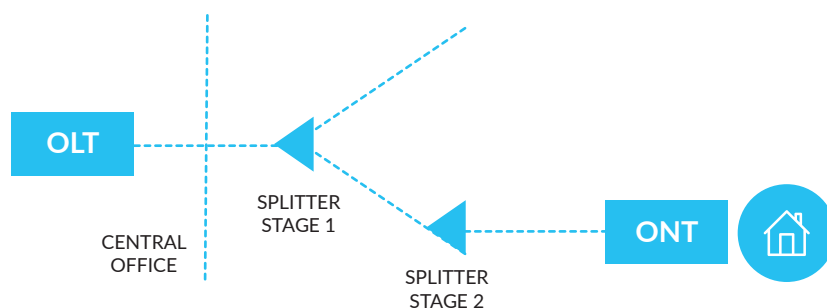 OLT
SPLITTER
STAGE 1
CENTRAL
OFFICE
ONT
SPLITTER
STAGE 2